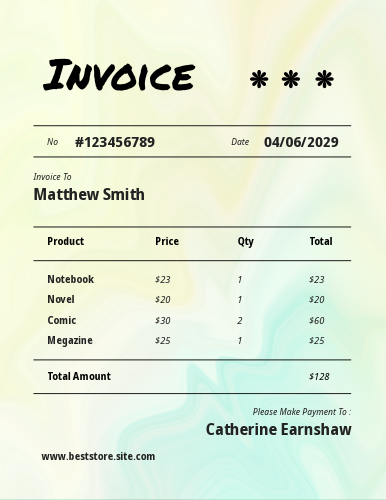 Invoice ❋ ❋ ❋
No #123456789 Date 04/06/2029
Invoice To
Matthew Smith
Product Price Qty Total
Notebook $23 1 $23
Novel $20 1 $20
Comic $30 2 $60
Megazine $25 1 $25
Total Amount $128
Please Make Payment To :
Catherine Earnshaw
www.beststore.site.com